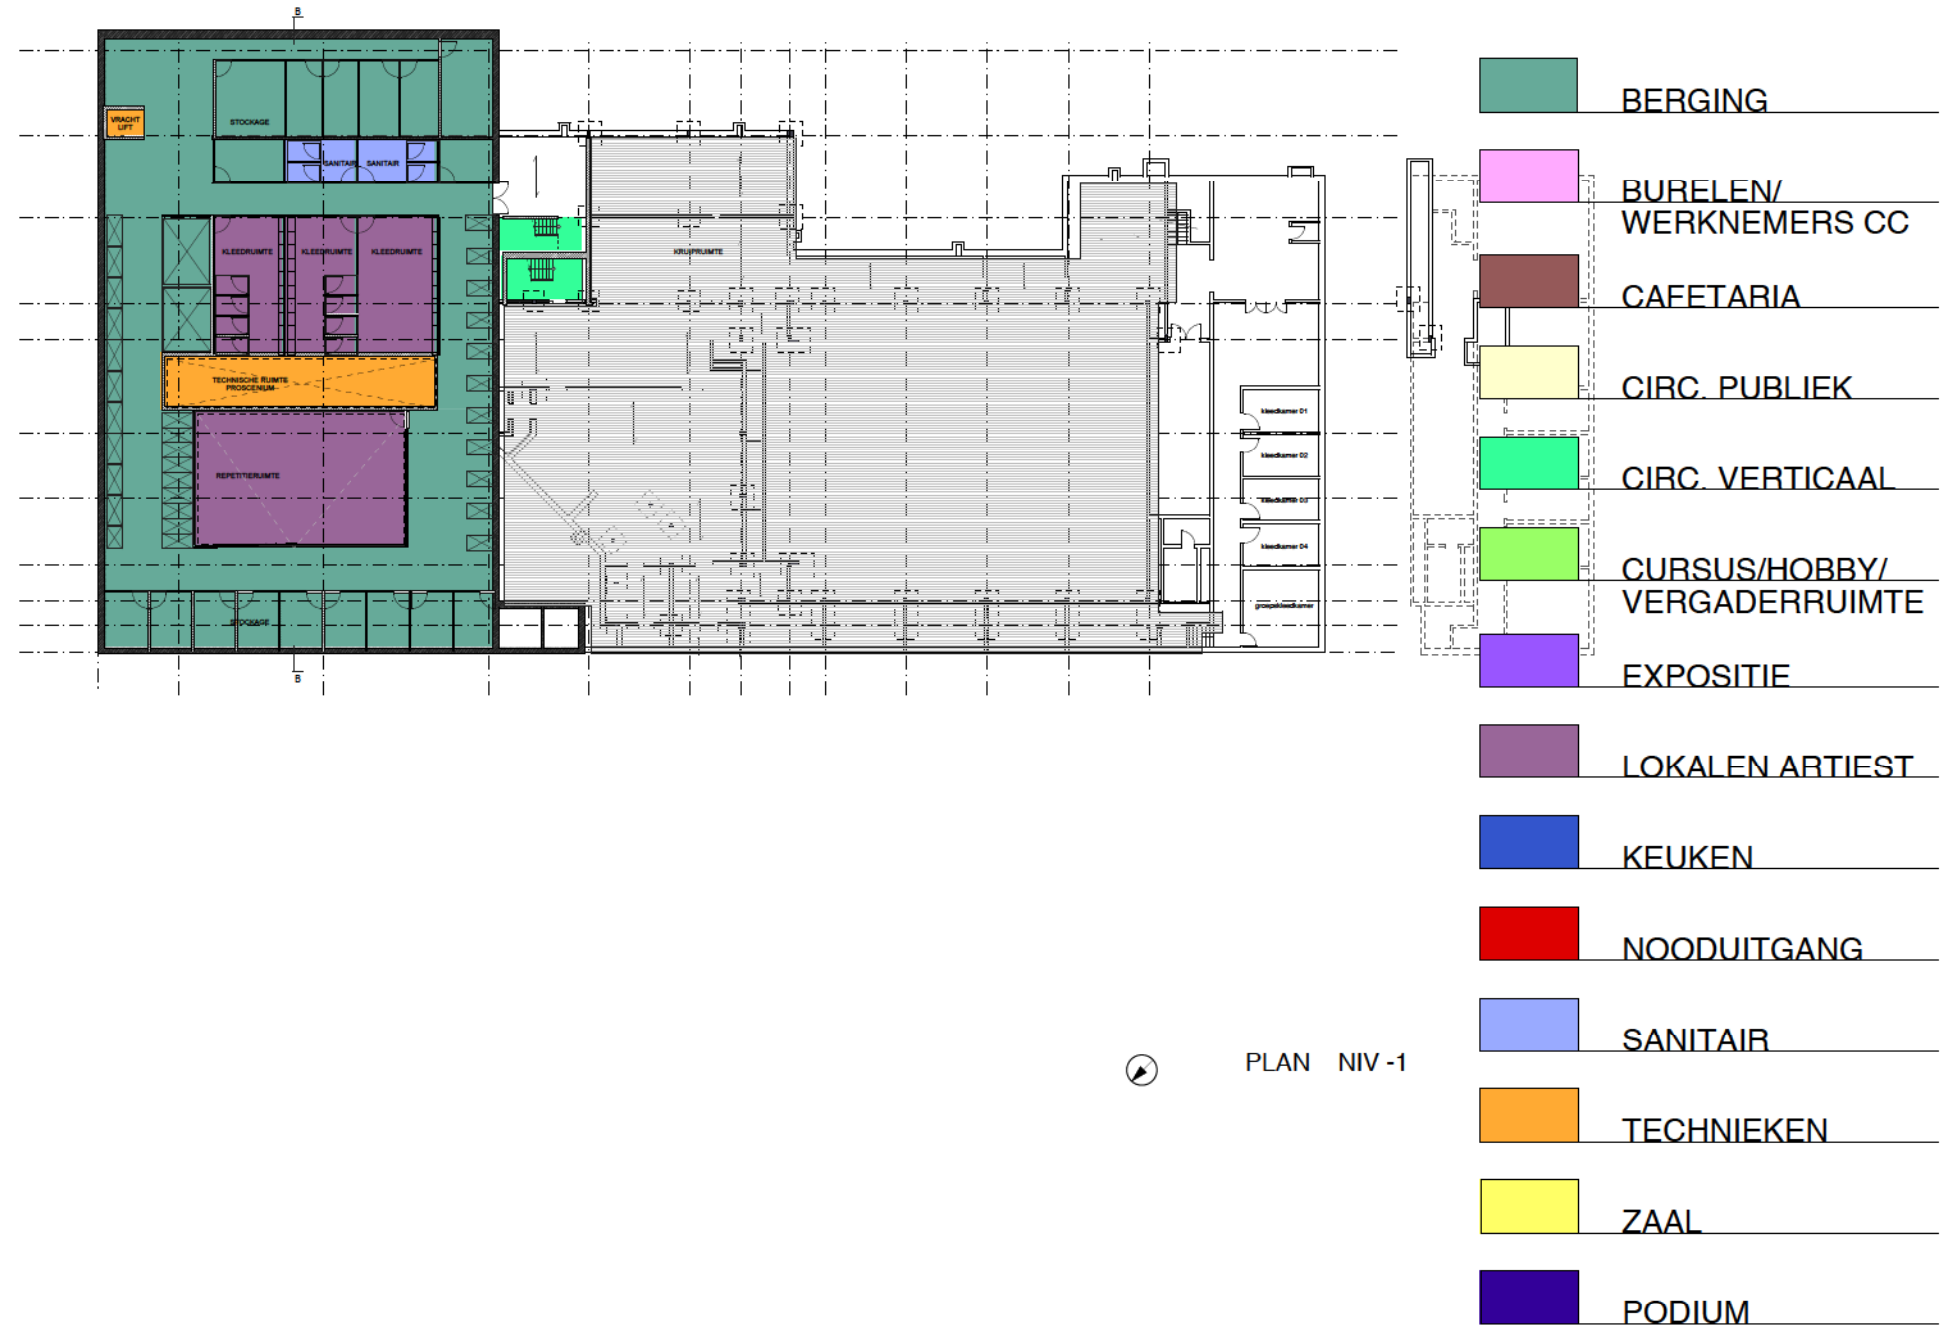 B
VRACHT
LIFT
STOCKAGE
SANITAIR
SANITAIR
KLEEDRUIMTE
KLEEDRUIMTE
KLEEDRUIMTE
KRUIPRUIMTE
TECHNISCHE RUIMTE
PROSCENIUM
REPETITIERUIMTE
STOCKAGE
B
kleedkamer 01
kleedkamer 02
kleedkamer 03
kleedkamer 04
groepskleedkamer
PLAN NIV -1
BERGING
BURELEN/
WERKNEMERS CC
CAFETARIA
CIRC. PUBLIEK
CIRC. VERTICAAL
CURSUS/HOBBY/
VERGADERRUIMTE
EXPOSITIE
LOKALEN ARTIEST
KEUKEN
NOODUITGANG
SANITAIR
TECHNIEKEN
ZAAL
PODIUM